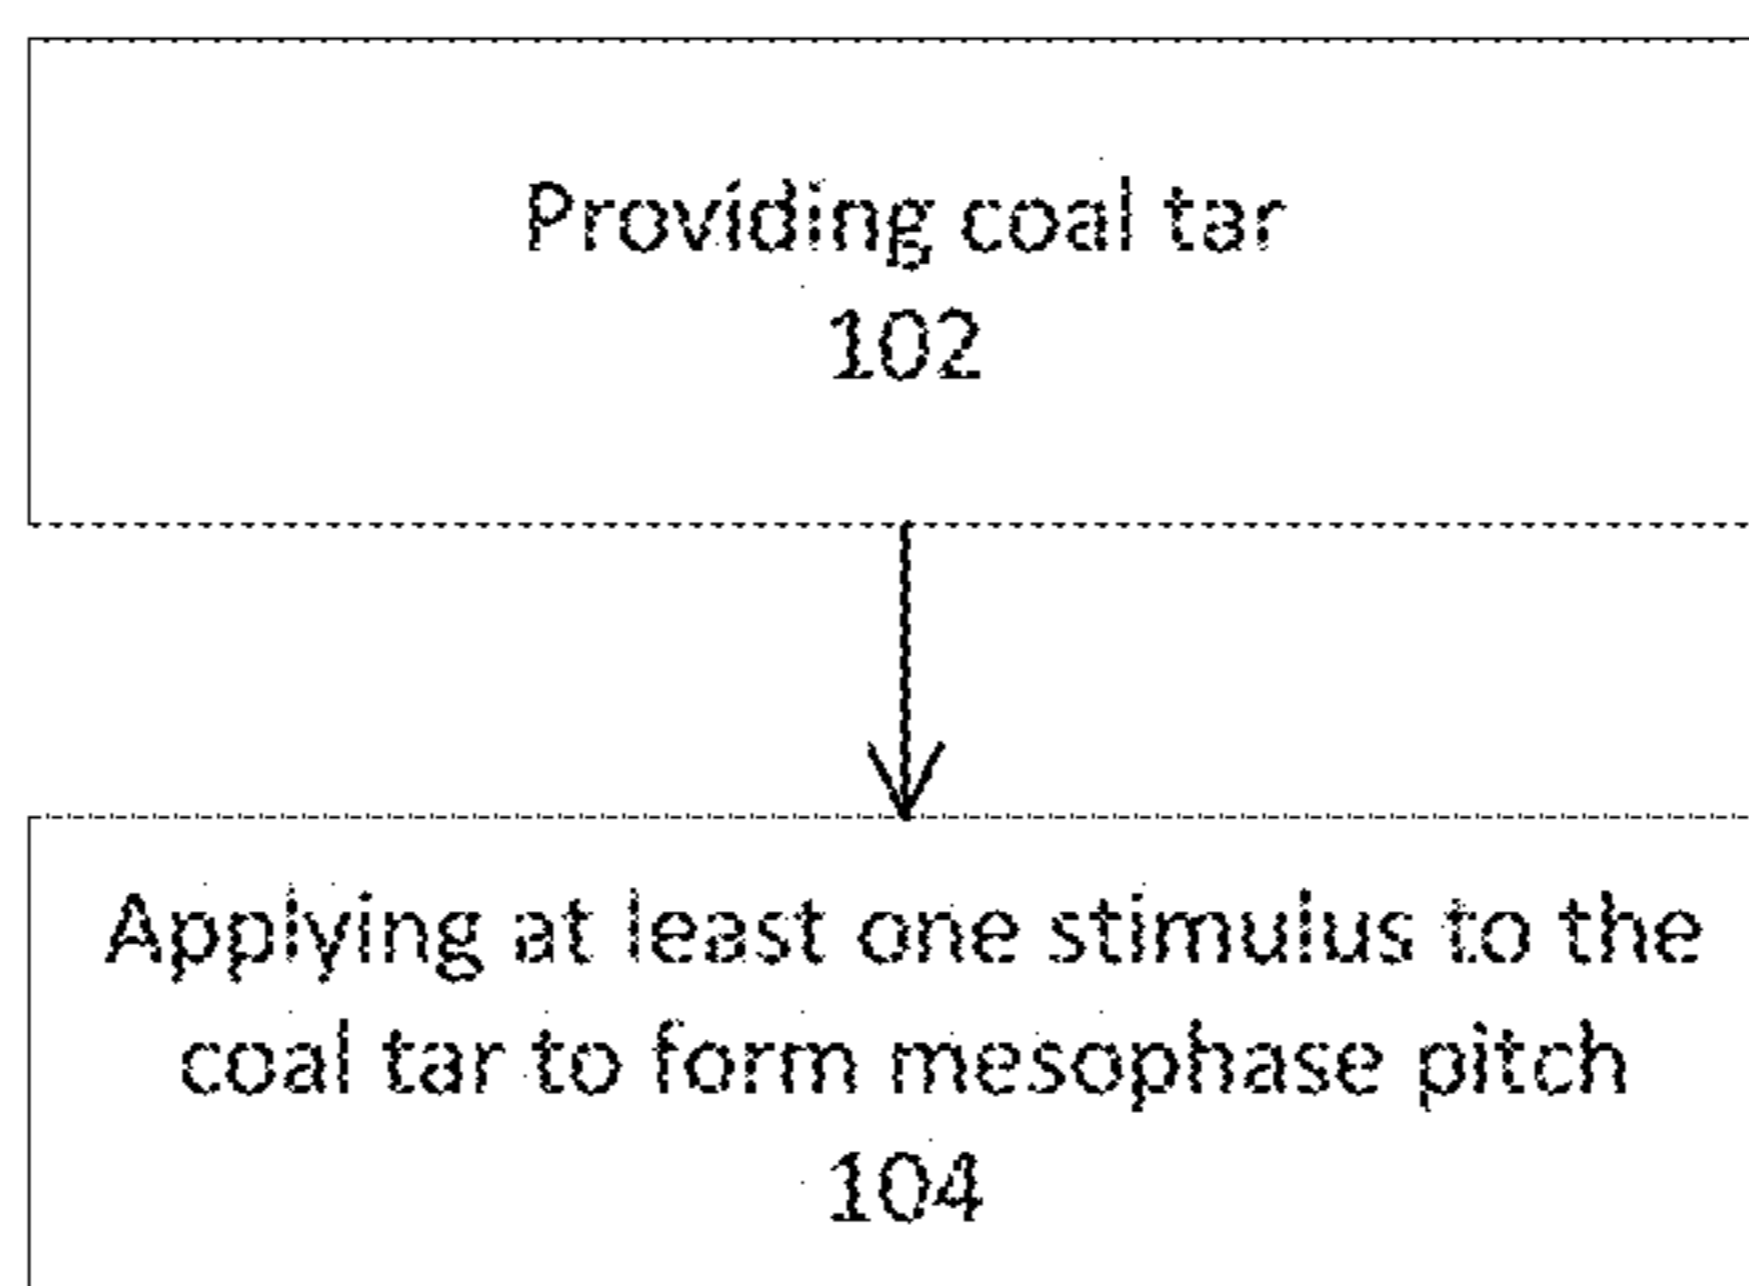 Providing coal tar
102
Applying at least one stimulus to the
coal tar to form mesophase pitch
104